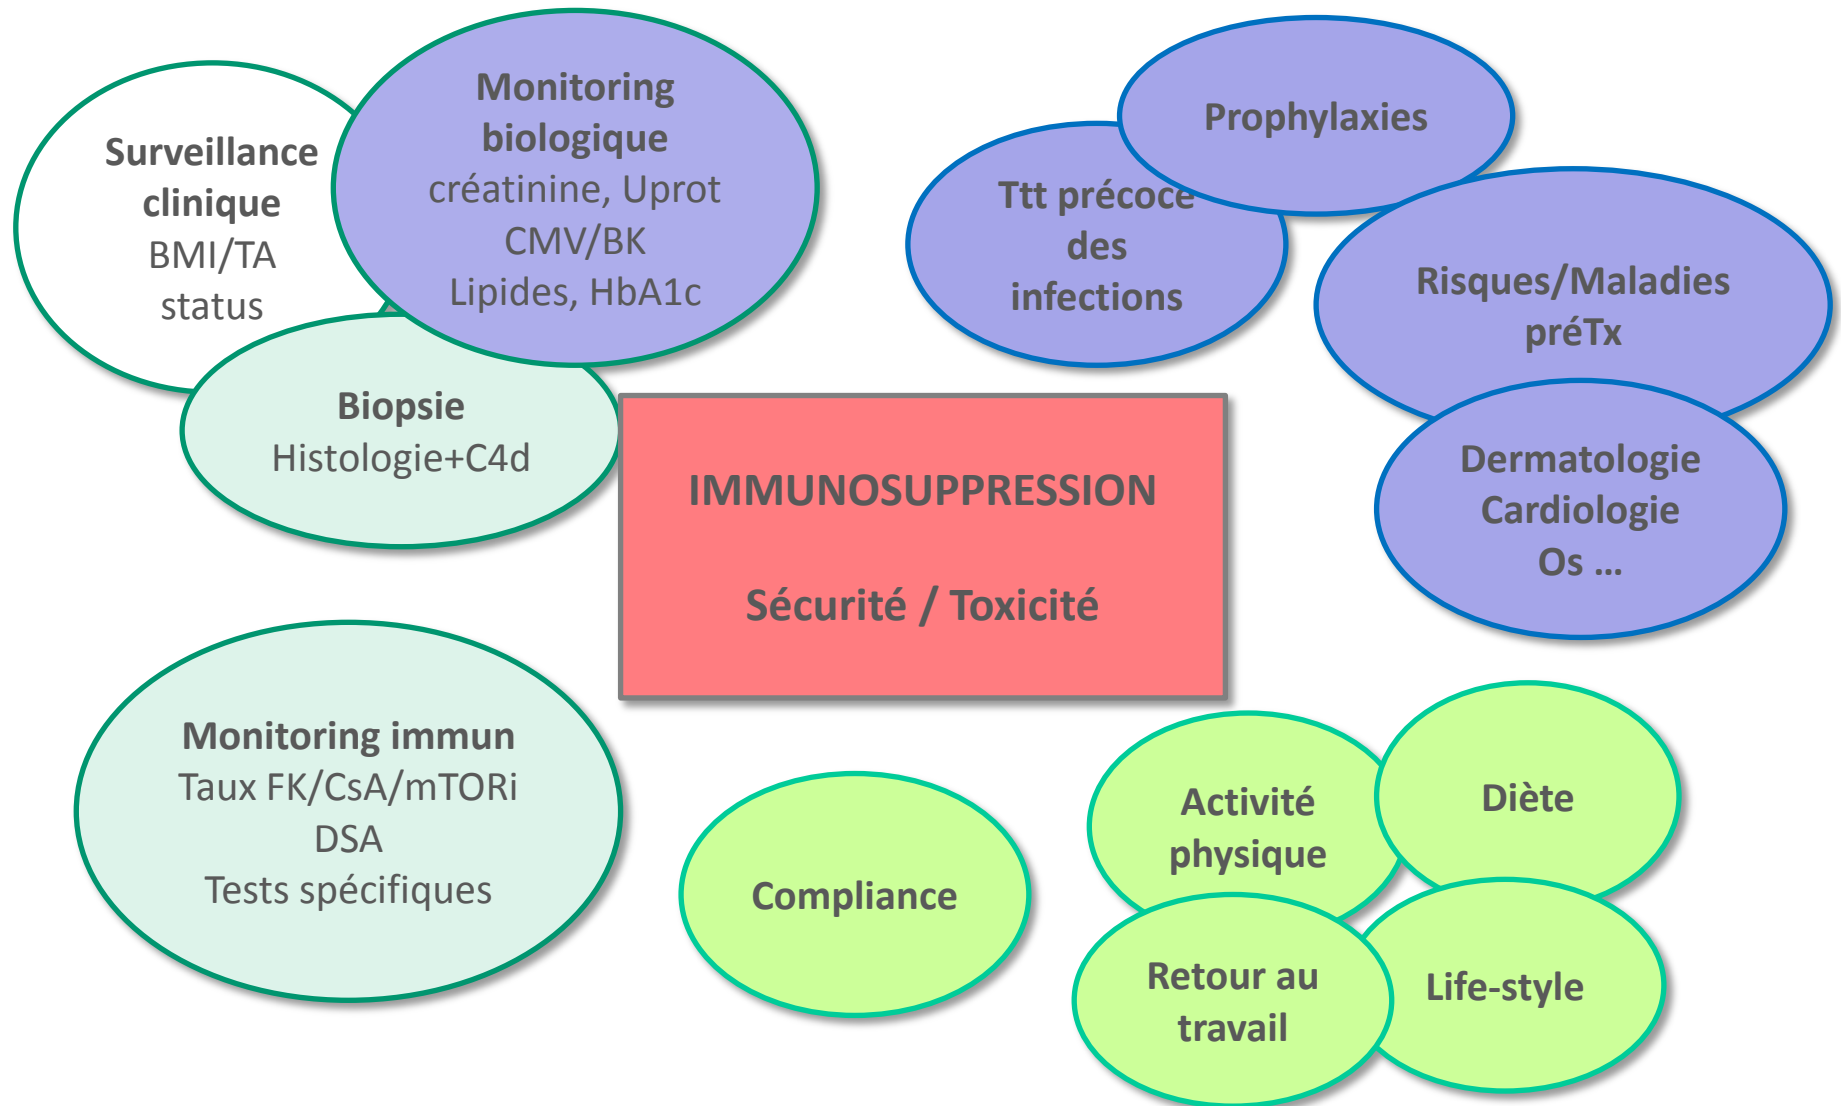 Surveillance
clinique
BMI/TA
status
Monitoring
biologique
créatinine, Uprot
CMV/BK
Lipides, HbA1c
Biopsie
Histologie+C4d
Prophylaxies
Ttt précoce
des
infections
Risques/Maladies
préTx
Dermatologie
Cardiologie
Os ...
IMMUNOSUPPRESSION
Sécurité / Toxicité
Monitoring immun
Taux FK/CsA/mTORi
DSA
Tests spécifiques
Compliance
Activité
physique
Diète
Retour au
travail
Life-style